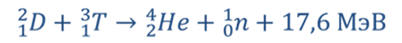 ²₁D + ³₁T → ⁴₂He + ¹₀n + 17,6 МэВ